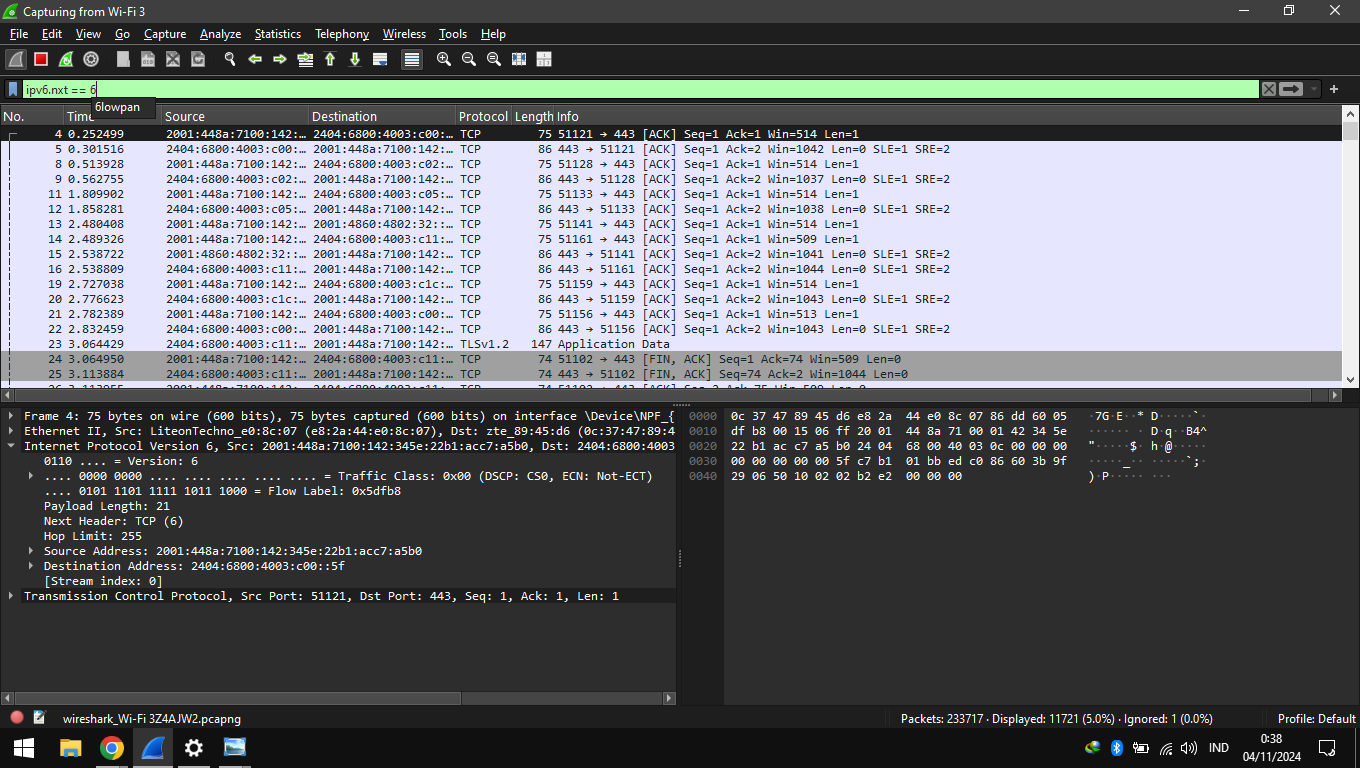 Capturing from Wi-Fi 3
File Edit View Go Capture Analyze Statistics Telephony Wireless Tools Help
ipv6.nxt == 6
6lowpan
No. Time Source Destination Protocol Length Info
4 0.252499 2001:448a:7100:142:… 2404:6800:4003:c00:… TCP 75 51121 → 443 [ACK] Seq=1 Ack=1 Win=514 Len=1
5 0.301516 2404:6800:4003:c00:… 2001:448a:7100:142:… TCP 86 443 → 51121 [ACK] Seq=1 Ack=2 Win=1042 Len=0 SLE=1 SRE=2
8 0.513928 2001:448a:7100:142:… 2404:6800:4003:c02:… TCP 75 51128 → 443 [ACK] Seq=1 Ack=1 Win=514 Len=1
9 0.562755 2404:6800:4003:c02:… 2001:448a:7100:142:… TCP 86 443 → 51128 [ACK] Seq=1 Ack=2 Win=1037 Len=0 SLE=1 SRE=2
11 1.809902 2001:448a:7100:142:… 2404:6800:4003:c05:… TCP 75 51133 → 443 [ACK] Seq=1 Ack=1 Win=514 Len=1
12 1.858281 2404:6800:4003:c05:… 2001:448a:7100:142:… TCP 86 443 → 51133 [ACK] Seq=1 Ack=2 Win=1038 Len=0 SLE=1 SRE=2
13 2.480408 2001:448a:7100:142:… 2001:4860:4802:32::… TCP 75 51141 → 443 [ACK] Seq=1 Ack=1 Win=514 Len=1
14 2.489326 2001:448a:7100:142:… 2404:6800:4003:c11:… TCP 75 51161 → 443 [ACK] Seq=1 Ack=1 Win=509 Len=1
15 2.538722 2001:4860:4802:32::… 2001:448a:7100:142:… TCP 86 443 → 51141 [ACK] Seq=1 Ack=2 Win=1041 Len=0 SLE=1 SRE=2
16 2.538809 2404:6800:4003:c11:… 2001:448a:7100:142:… TCP 86 443 → 51161 [ACK] Seq=1 Ack=2 Win=1044 Len=0 SLE=1 SRE=2
19 2.727038 2001:448a:7100:142:… 2404:6800:4003:c1c:… TCP 75 51159 → 443 [ACK] Seq=1 Ack=1 Win=514 Len=1
20 2.776623 2404:6800:4003:c1c:… 2001:448a:7100:142:… TCP 86 443 → 51159 [ACK] Seq=1 Ack=2 Win=1043 Len=0 SLE=1 SRE=2
21 2.782389 2001:448a:7100:142:… 2404:6800:4003:c00:… TCP 75 51156 → 443 [ACK] Seq=1 Ack=1 Win=513 Len=1
22 2.832459 2404:6800:4003:c00:… 2001:448a:7100:142:… TCP 86 443 → 51156 [ACK] Seq=1 Ack=2 Win=1043 Len=0 SLE=1 SRE=2
23 3.064429 2404:6800:4003:c11:… 2001:448a:7100:142:… TLSv1.2 147 Application Data
24 3.064950 2001:448a:7100:142:… 2404:6800:4003:c11:… TCP 74 51102 → 443 [FIN, ACK] Seq=1 Ack=74 Win=509 Len=0
25 3.113884 2404:6800:4003:c11:… 2001:448a:7100:142:… TCP 74 443 → 51102 [FIN, ACK] Seq=74 Ack=2 Win=1044 Len=0
Frame 4: 75 bytes on wire (600 bits), 75 bytes captured (600 bits) on interface \Device\NPF_{
Ethernet II, Src: LiteonTechno_e0:8c:07 (e8:2a:44:e0:8c:07), Dst: zte_89:45:d6 (0c:37:47:89:4
Internet Protocol Version 6, Src: 2001:448a:7100:142:345e:22b1:acc7:a5b0, Dst: 2404:6800:4003
0110 .... = Version: 6
.... 0000 0000 .... .... .... .... .... = Traffic Class: 0x00 (DSCP: CS0, ECN: Not-ECT)
.... 0101 1101 1111 1011 1000 = Flow Label: 0x5dfb8
Payload Length: 21
Next Header: TCP (6)
Hop Limit: 255
Source Address: 2001:448a:7100:142:345e:22b1:acc7:a5b0
Destination Address: 2404:6800:4003:c00::5f
[Stream index: 0]
Transmission Control Protocol, Src Port: 51121, Dst Port: 443, Seq: 1, Ack: 1, Len: 1
0000 0c 37 47 89 45 d6 e8 2a 44 e0 8c 07 86 dd 60 05 ·7G·E··* D·····`·
0010 df b8 00 15 06 ff 20 01 44 8a 71 00 01 42 34 5e ······ · D·q··B4^
0020 22 b1 ac c7 a5 b0 24 04 68 00 40 03 0c 00 00 00 "·····$· h·@·····
0030 00 00 00 00 00 5f c7 b1 01 bb ed c0 86 60 3b 9f ·····_·· ·····`;·
0040 29 06 50 10 02 02 b2 e2 00 00 00 )·P····· ···
wireshark_Wi-Fi 3Z4AJW2.pcapng
Packets: 233717 · Displayed: 11721 (5.0%) · Ignored: 1 (0.0%)
Profile: Default
IND
0:38
04/11/2024